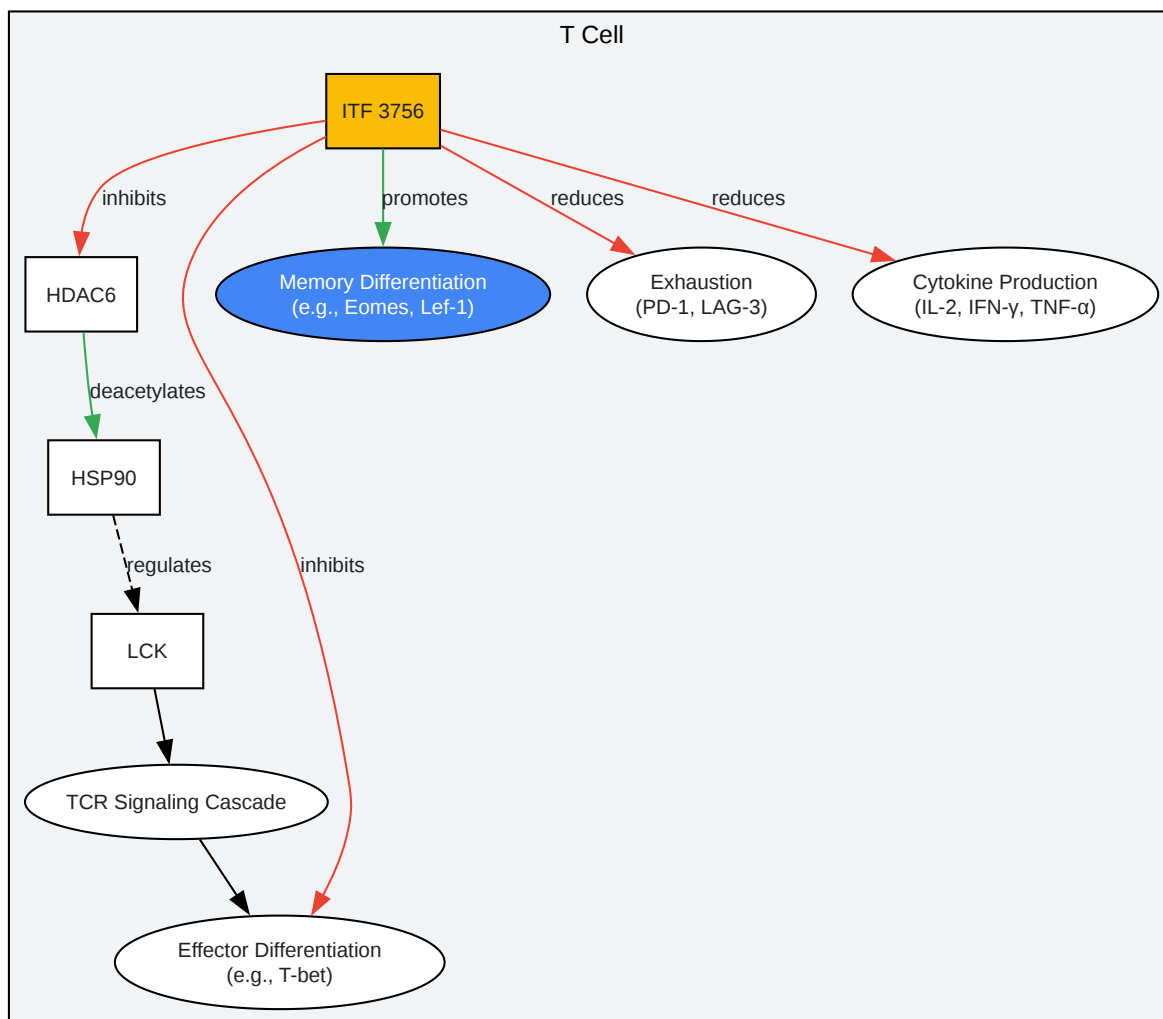 T Cell
ITF 3756
inhibits
promotes
reduces
reduces
HDAC6
Memory Differentiation
(e.g., Eomes, Lef-1)
Exhaustion
(PD-1, LAG-3)
Cytokine Production
(IL-2, IFN-γ, TNF-α)
deacetylates
HSP90
regulates
inhibits
LCK
TCR Signaling Cascade
Effector Differentiation
(e.g., T-bet)